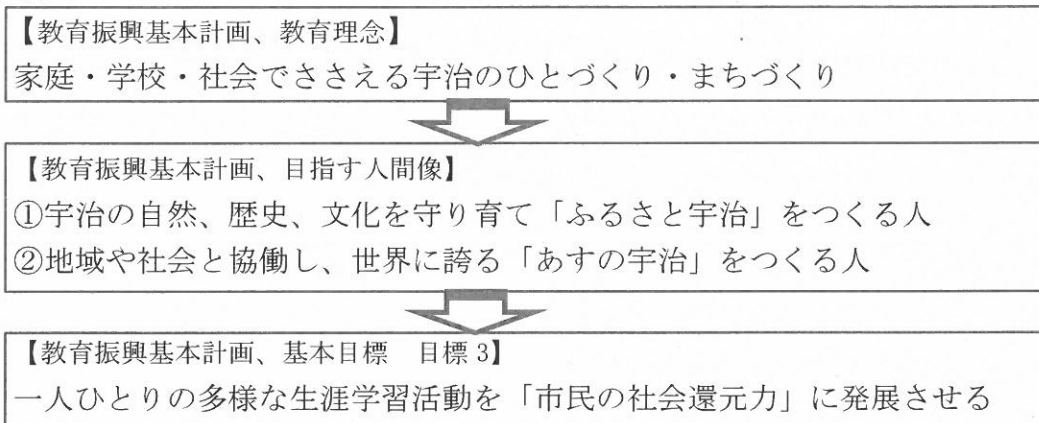 【教育振興基本計画、教育理念】
家庭・学校・社会でささえる宇治のひとづくり・まちづくり
【教育振興基本計画、目指す人間像】
①宇治の自然、歴史、文化を守り育て「ふるさと宇治」をつくる人
②地域や社会と協働し、世界に誇る「あすの宇治」をつくる人
【教育振興基本計画、基本目標　目標3】
一人ひとりの多様な生涯学習活動を「市民の社会還元力」に発展させる